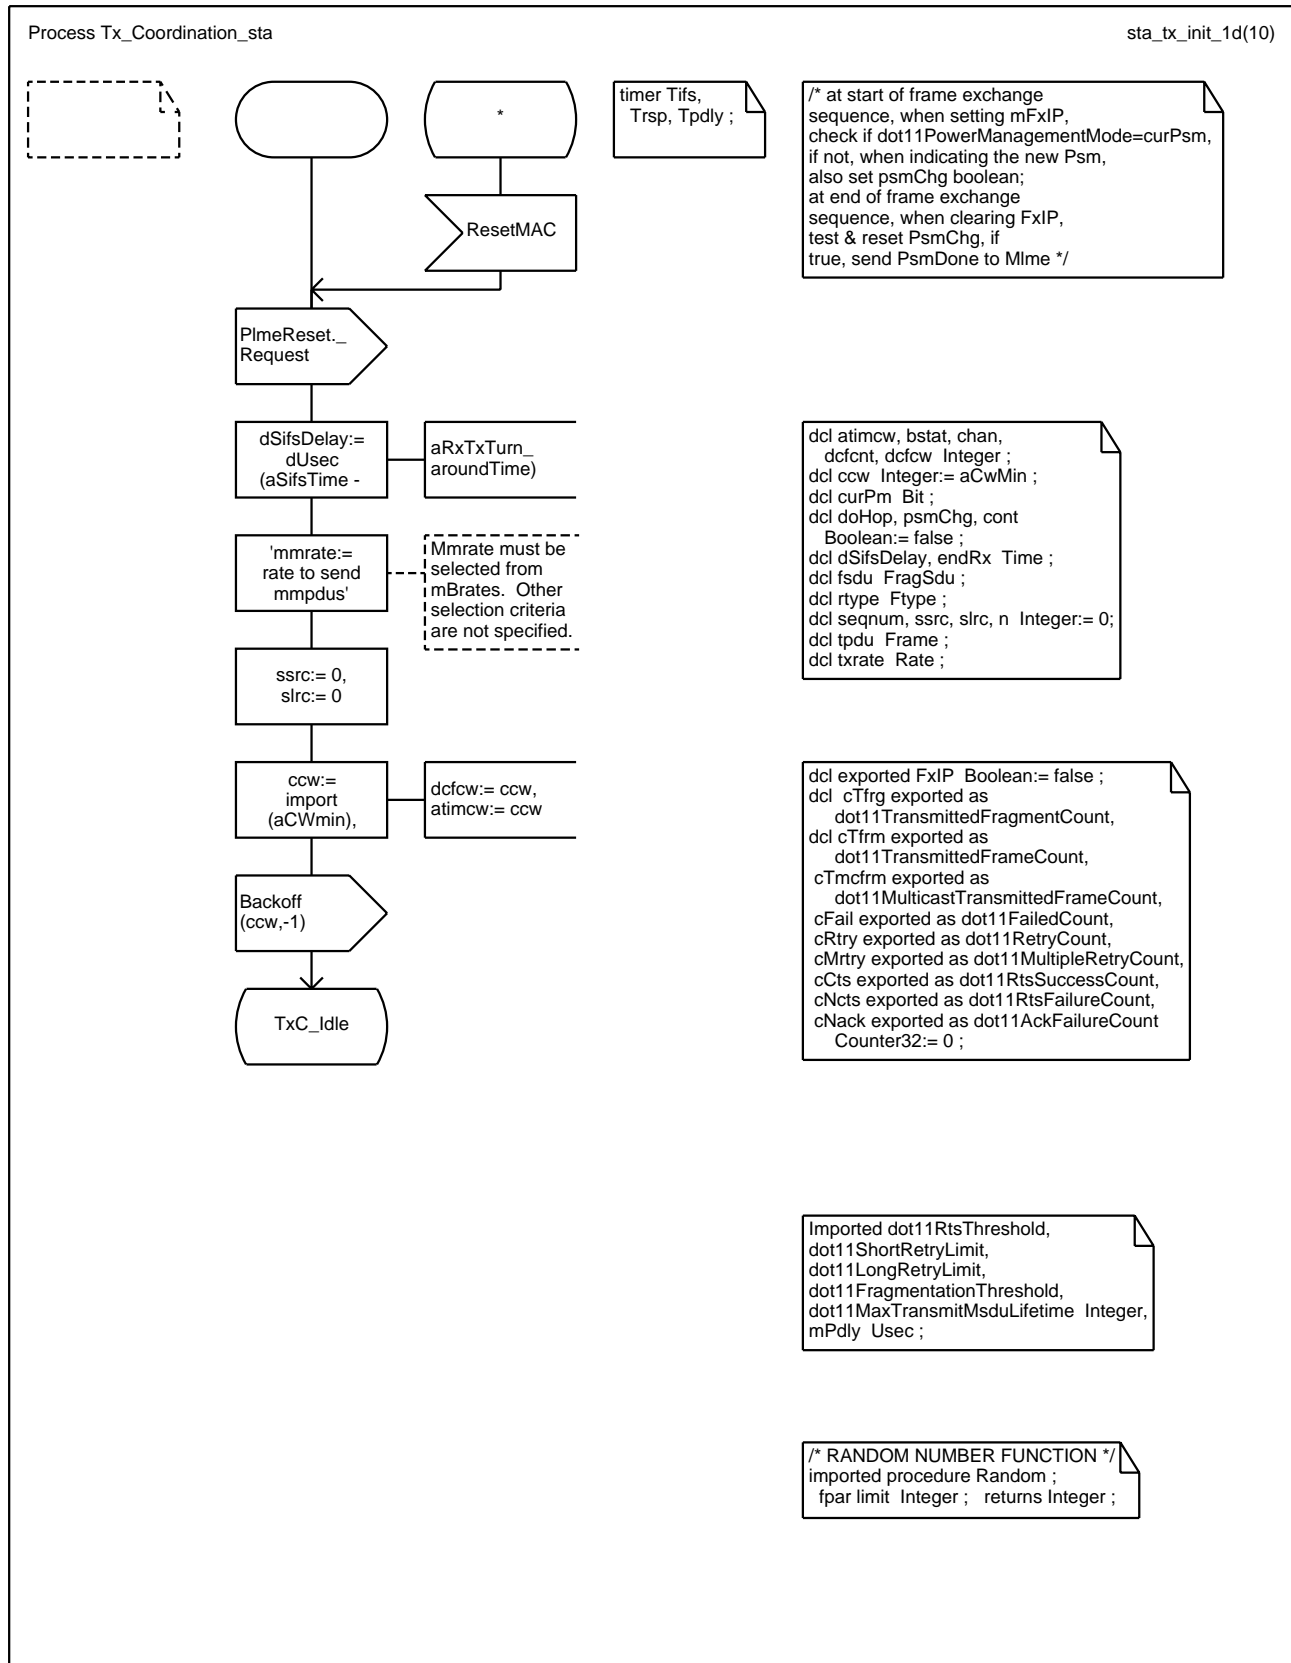 Process Tx_Coordination_sta
sta_tx_init_1d(10)
*
timer Tifs,
Trsp, Tpdly ;
/* at start of frame exchange
sequence, when setting mFxIP,
check if dot11PowerManagementMode=curPsm,
if not, when indicating the new Psm,
also set psmChg boolean;
at end of frame exchange
sequence, when clearing FxIP,
test & reset PsmChg, if
true, send PsmDone to Mlme */
ResetMAC
PlmeReset._
Request
dSifsDelay:=
dUsec
(aSifsTime -
aRxTxTurn_
aroundTime)
dcl atimcw, bstat, chan,
dcfcnt, dcfcw  Integer ;
dcl ccw  Integer:= aCwMin ;
dcl curPm  Bit ;
dcl doHop, psmChg, cont
Boolean:= false ;
dcl dSifsDelay, endRx  Time ;
dcl fsdu  FragSdu ;
dcl rtype  Ftype ;
dcl seqnum, ssrc, slrc, n  Integer:= 0;
dcl tpdu  Frame ;
dcl txrate  Rate ;
'mmrate:=
rate to send
mmpdus'
Mmrate must be
selected from
mBrates.  Other
selection criteria
are not specified.
ssrc:= 0,
slrc:= 0
ccw:=
import
(aCWmin),
dcfcw:= ccw,
atimcw:= ccw
dcl exported FxIP  Boolean:= false ;
dcl  cTfrg exported as
dot11TransmittedFragmentCount,
dcl cTfrm exported as
dot11TransmittedFrameCount,
cTmcfrm exported as
dot11MulticastTransmittedFrameCount,
cFail exported as dot11FailedCount,
cRtry exported as dot11RetryCount,
cMrtry exported as dot11MultipleRetryCount,
cCts exported as dot11RtsSuccessCount,
cNcts exported as dot11RtsFailureCount,
cNack exported as dot11AckFailureCount
Counter32:= 0 ;
Backoff
(ccw,-1)
TxC_Idle
Imported dot11RtsThreshold,
dot11ShortRetryLimit,
dot11LongRetryLimit,
dot11FragmentationThreshold,
dot11MaxTransmitMsduLifetime  Integer,
mPdly  Usec ;
/* RANDOM NUMBER FUNCTION */
imported procedure Random ;
fpar limit  Integer ;   returns Integer ;